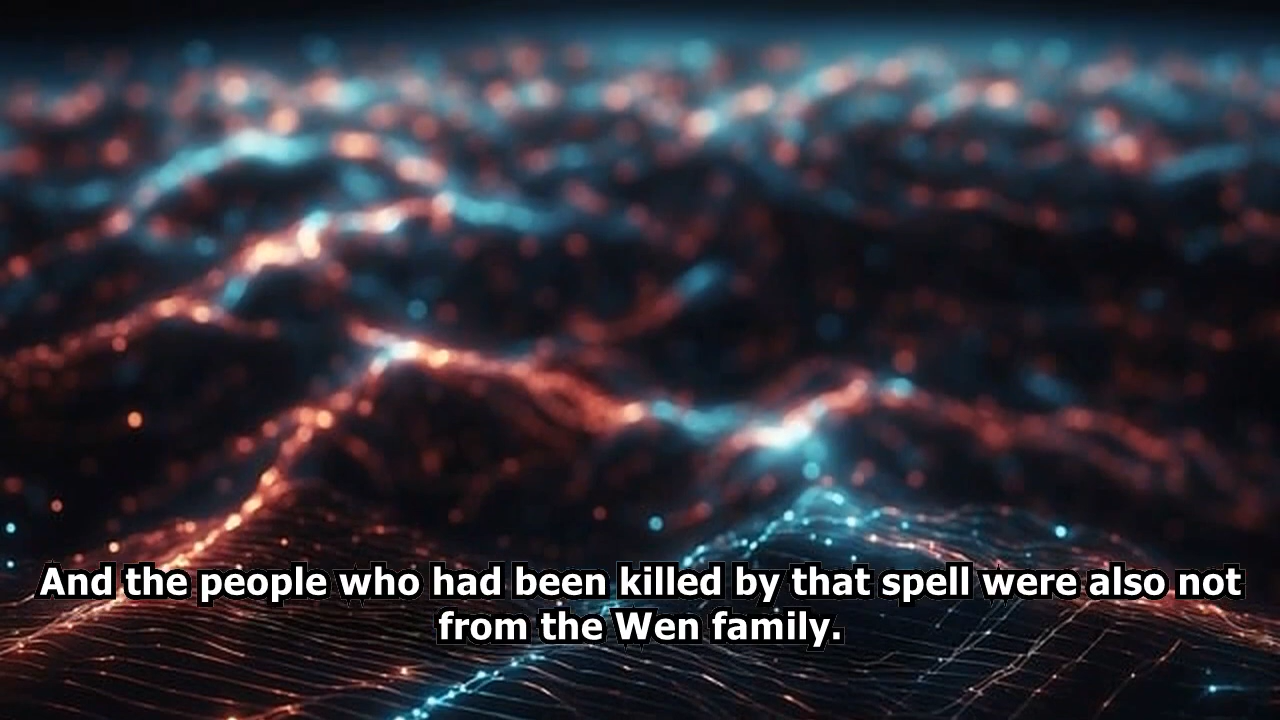 And the people who had been killed by that spell were also not
from the Wen family.